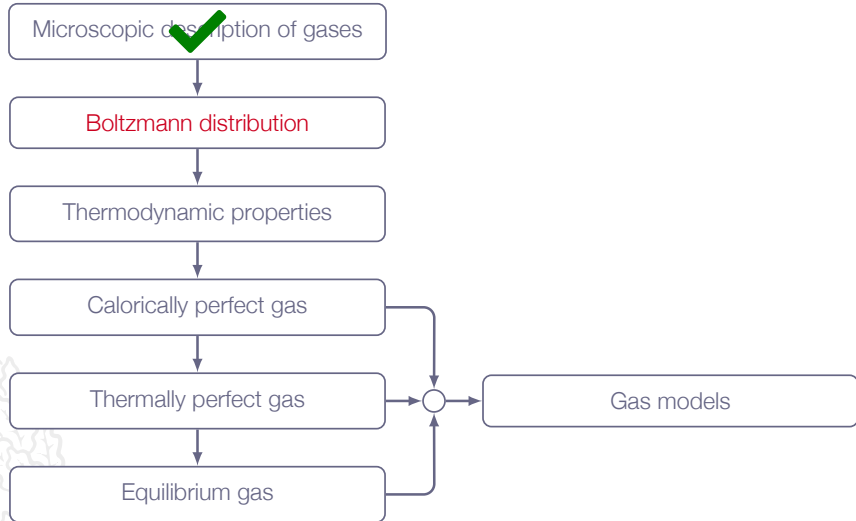 Microscopic description of gases
Boltzmann distribution
Thermodynamic properties
Calorically perfect gas
Thermally perfect gas
Gas models
Equilibrium gas